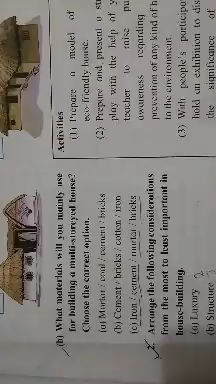 (b) What materials will you mainly use
for building a multi-storeyed house?
Choose the correct option.
(a) Mortar / coal / cement / bricks
(b) Cement / bricks / cotton / iron
(c) Iron / cement / mortar / bricks
2. Arrange the following considerations
from the most to least important in
house-building.
(a) Luxury 3
(b) Structure
Activities
(1) Prepare a model of
eco-friendly house.
(2) Prepare and present a
play with the help of
teacher to raise
awareness regarding
prevention of any kind of
the environment.
(3) With people's
hold an exhibition to
the significance of